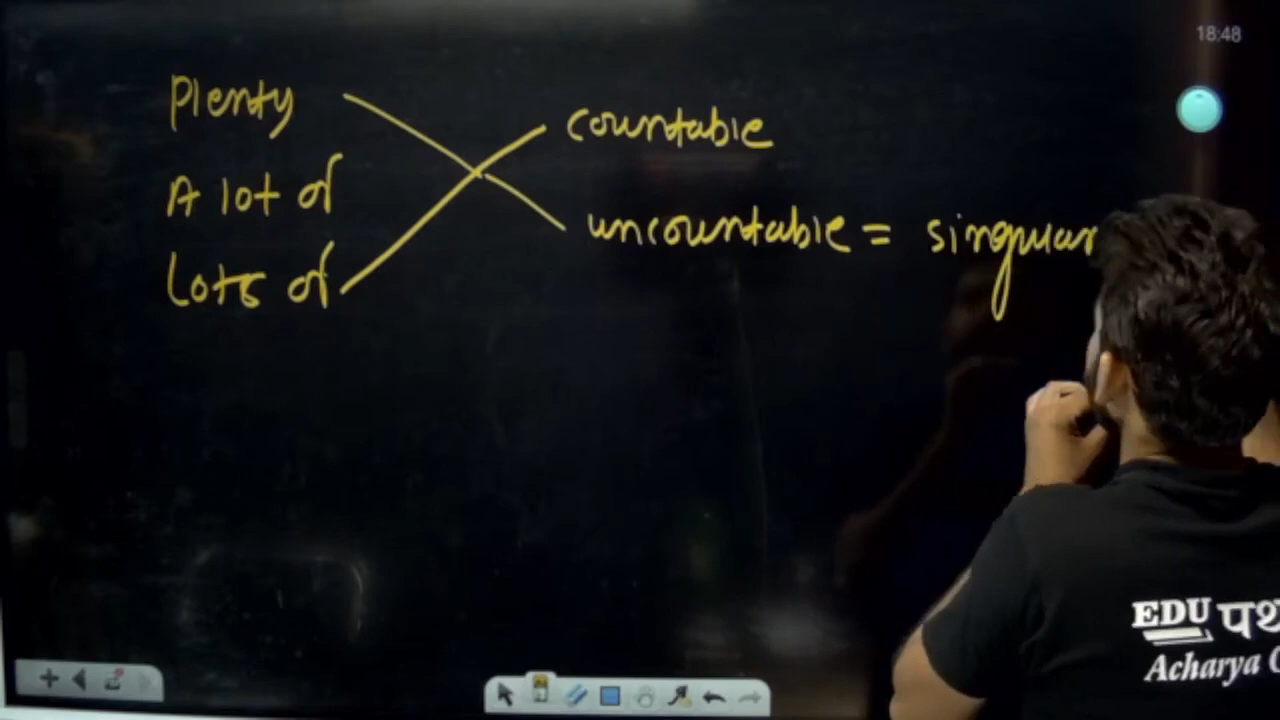 18:48
Plenty
countable
A lot of
uncountable = singular
Lots of
EDU
Acharya